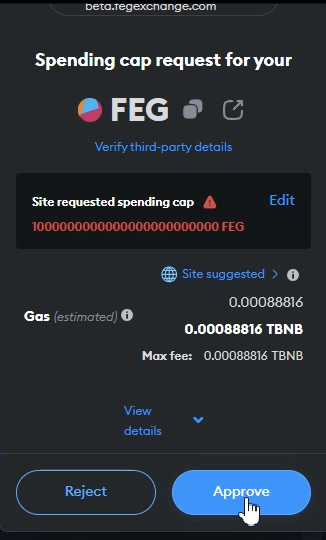 beta.fegexchange.com
Spending cap request for your
FEG
Verify third-party details
Site requested spending cap
Edit
1000000000000000000000000 FEG
Site suggested >
0.00088816
Gas (estimated)
0.00088816 TBNB
Max fee: 0.00088816 TBNB
View
details
Reject
Approve